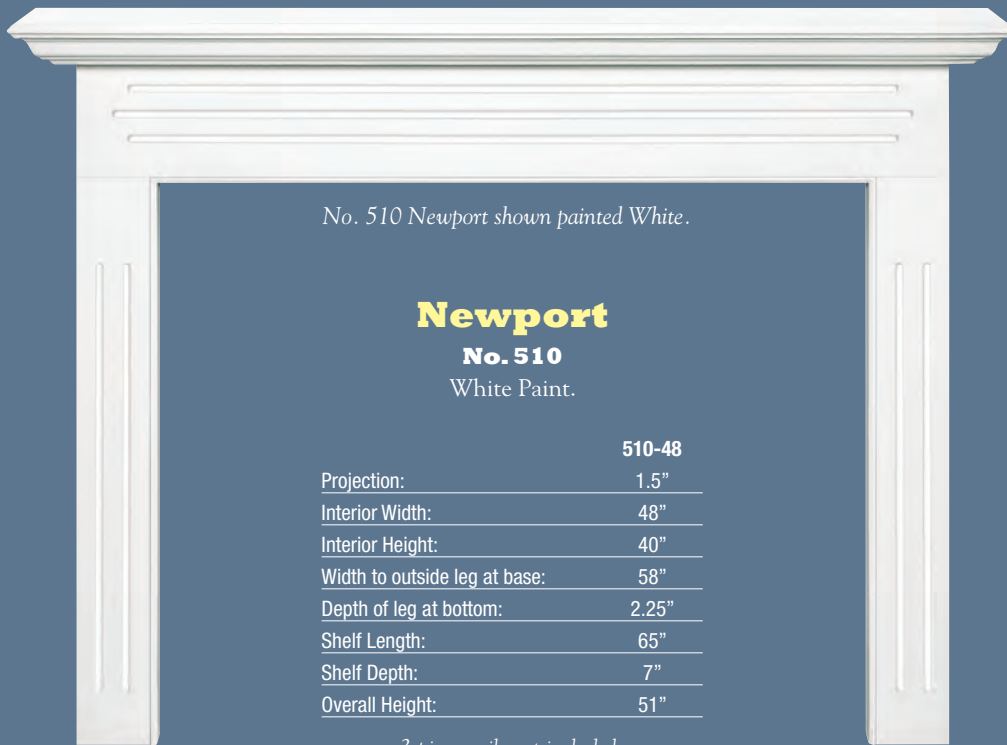 No. 510 Newport shown painted White.
Newport
No. 510
White Paint.
510-48
Projection: 1.5”
Interior Width: 48”
Interior Height: 40”
Width to outside leg at base: 58”
Depth of leg at bottom: 2.25”
Shelf Length: 65”
Shelf Depth: 7”
Overall Height: 51”